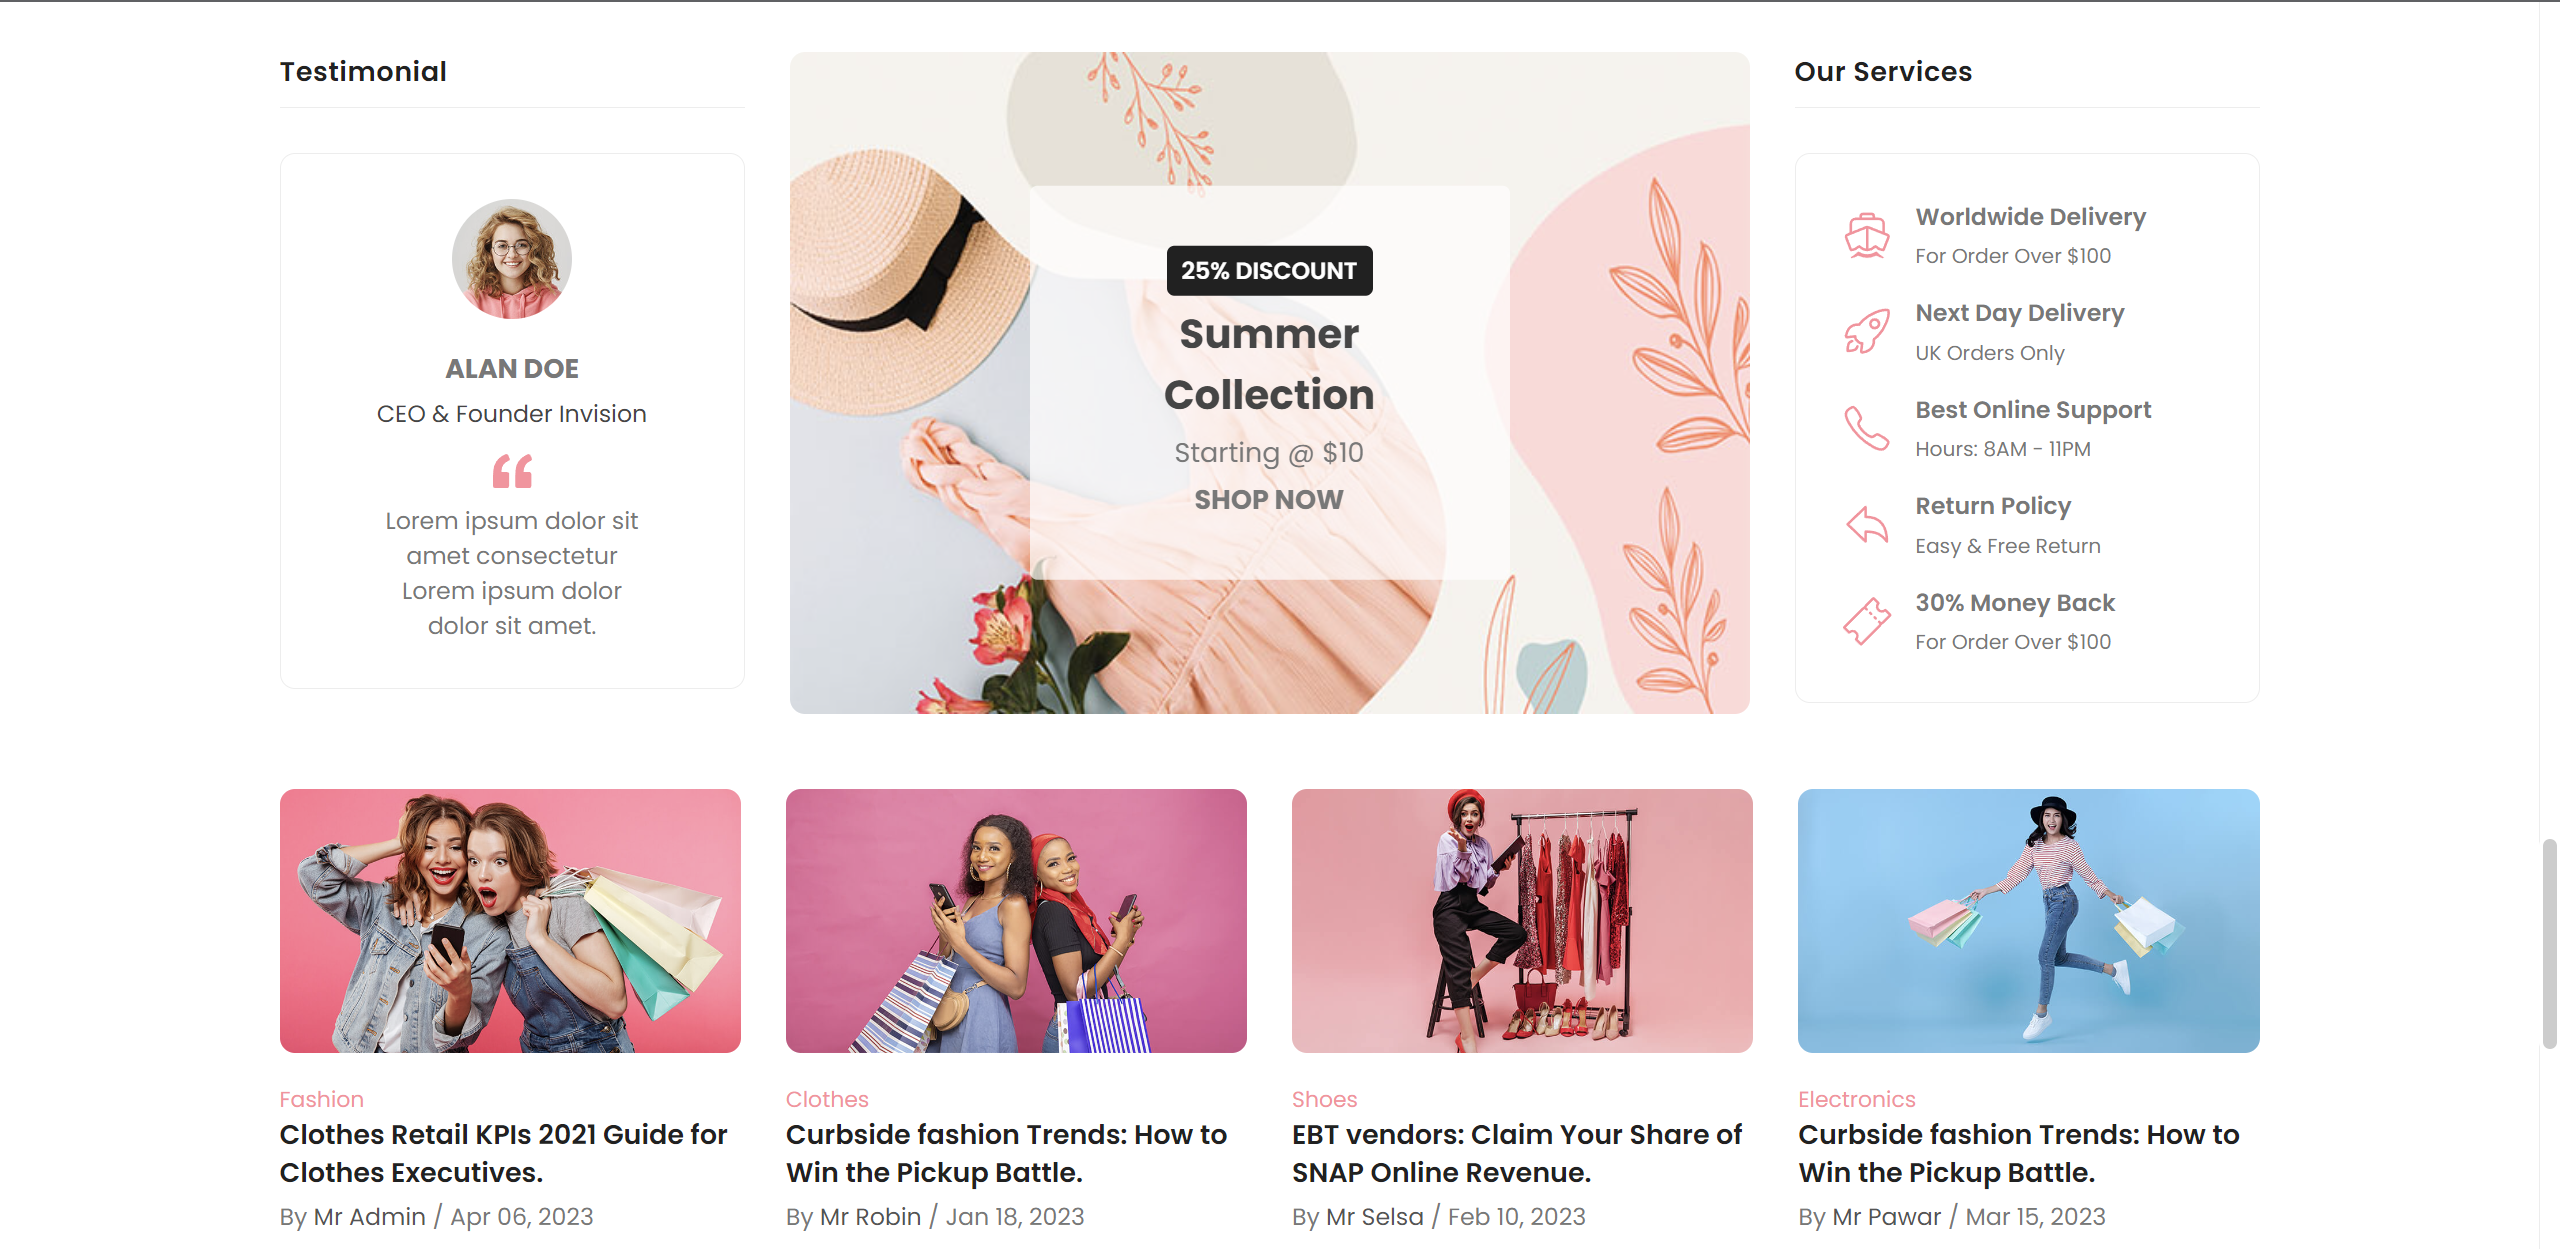 Testimonial
ALAN DOE
CEO & Founder Invision
“
Lorem ipsum dolor sit
amet consectetur
Lorem ipsum dolor
dolor sit amet.
25% DISCOUNT
Summer
Collection
Starting @ $10
SHOP NOW
Our Services
Worldwide Delivery
For Order Over $100
Next Day Delivery
UK Orders Only
Best Online Support
Hours: 8AM - 11PM
Return Policy
Easy & Free Return
30% Money Back
For Order Over $100
Fashion
Clothes Retail KPIs 2021 Guide for
Clothes Executives.
By Mr Admin / Apr 06, 2023
Clothes
Curbside fashion Trends: How to
Win the Pickup Battle.
By Mr Robin / Jan 18, 2023
Shoes
EBT vendors: Claim Your Share of
SNAP Online Revenue.
By Mr Selsa / Feb 10, 2023
Electronics
Curbside fashion Trends: How to
Win the Pickup Battle.
By Mr Pawar / Mar 15, 2023